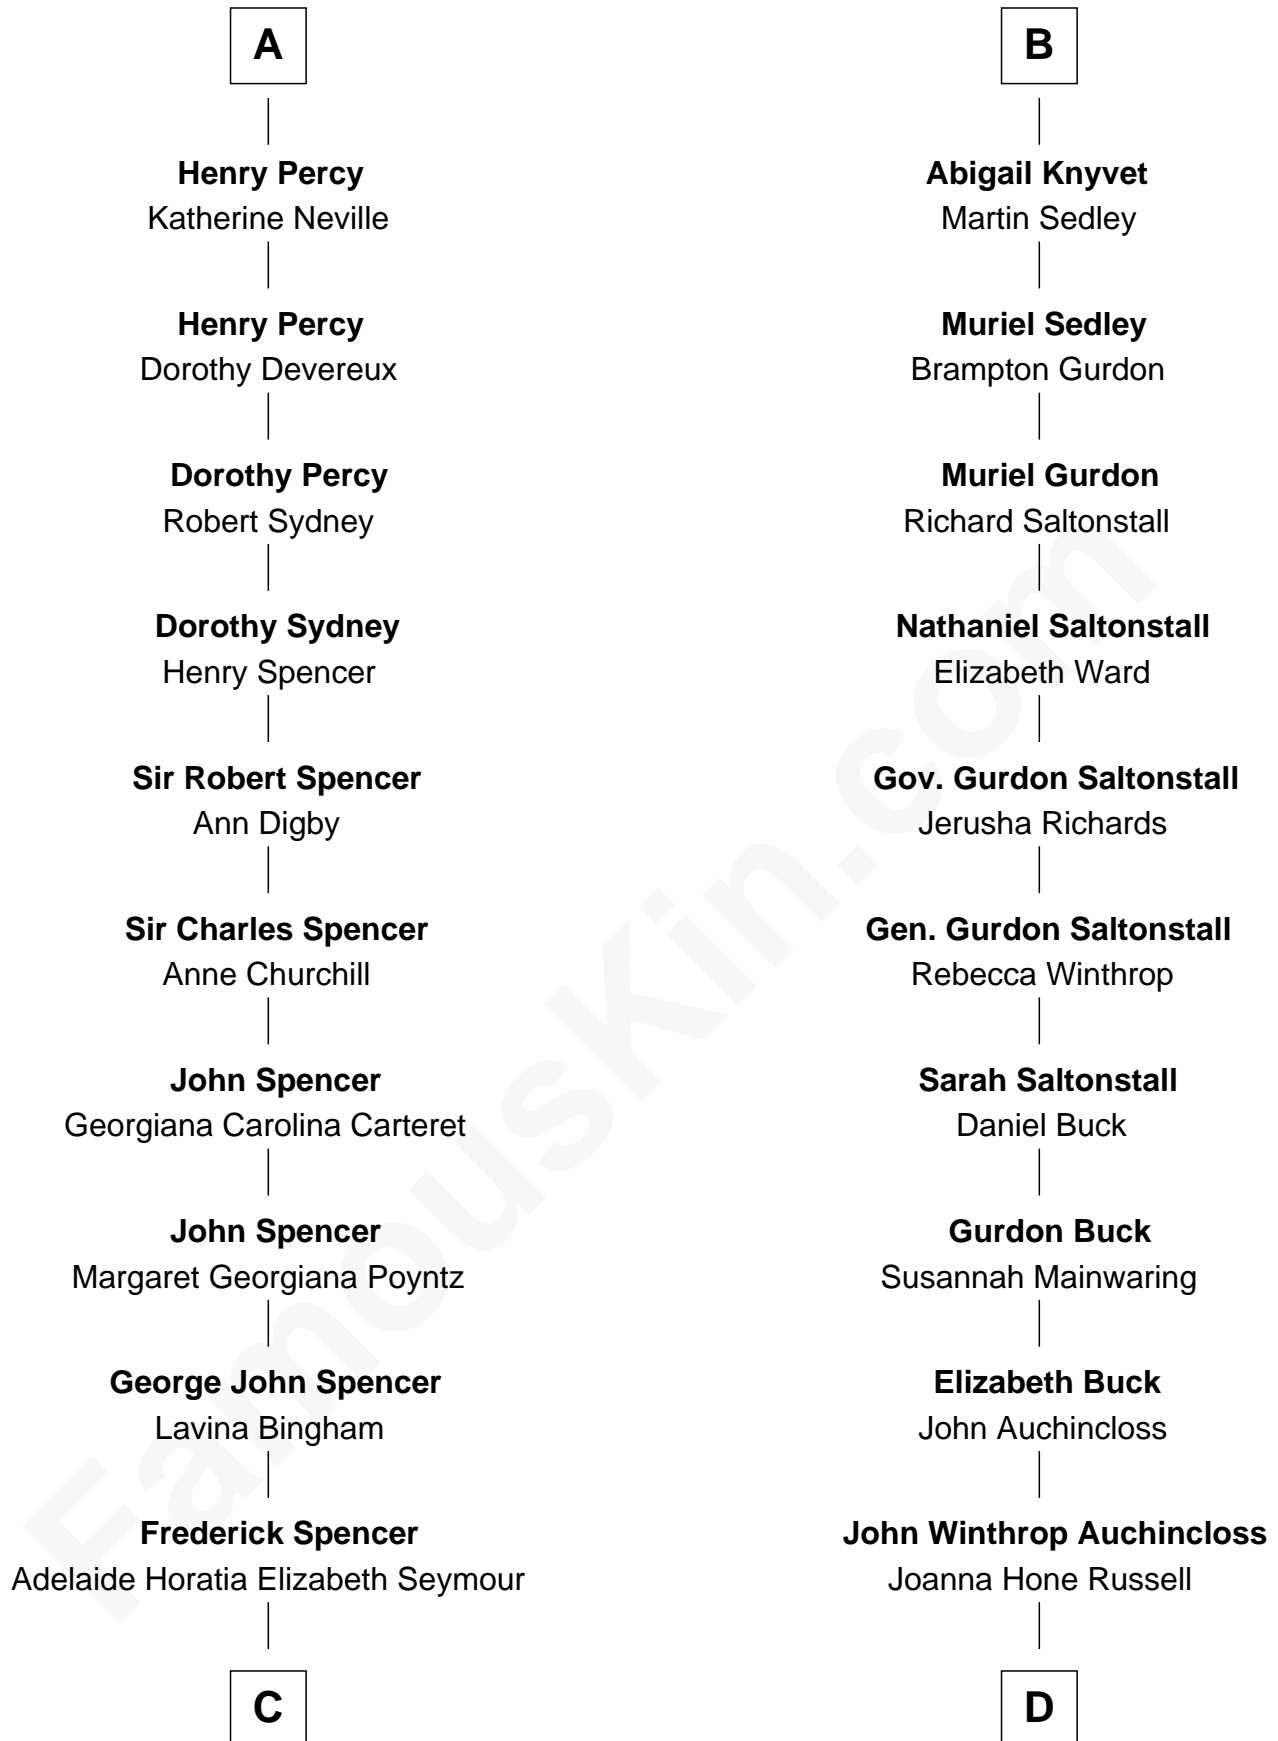 A
Henry Percy
Katherine Neville
Henry Percy
Dorothy Devereux
Dorothy Percy
Robert Sydney
Dorothy Sydney
Henry Spencer
Sir Robert Spencer
Ann Digby
Sir Charles Spencer
Anne Churchill
John Spencer
Georgiana Carolina Carteret
John Spencer
Margaret Georgiana Poyntz
George John Spencer
Lavina Bingham
Frederick Spencer
Adelaide Horatia Elizabeth Seymour
C
B
Abigail Knyvet
Martin Sedley
Muriel Sedley
Brampton Gurdon
Muriel Gurdon
Richard Saltonstall
Nathaniel Saltonstall
Elizabeth Ward
Gov. Gurdon Saltonstall
Jerusha Richards
Gen. Gurdon Saltonstall
Rebecca Winthrop
Sarah Saltonstall
Daniel Buck
Gurdon Buck
Susannah Mainwaring
Elizabeth Buck
John Auchincloss
John Winthrop Auchincloss
Joanna Hone Russell
D
FamousKin.com